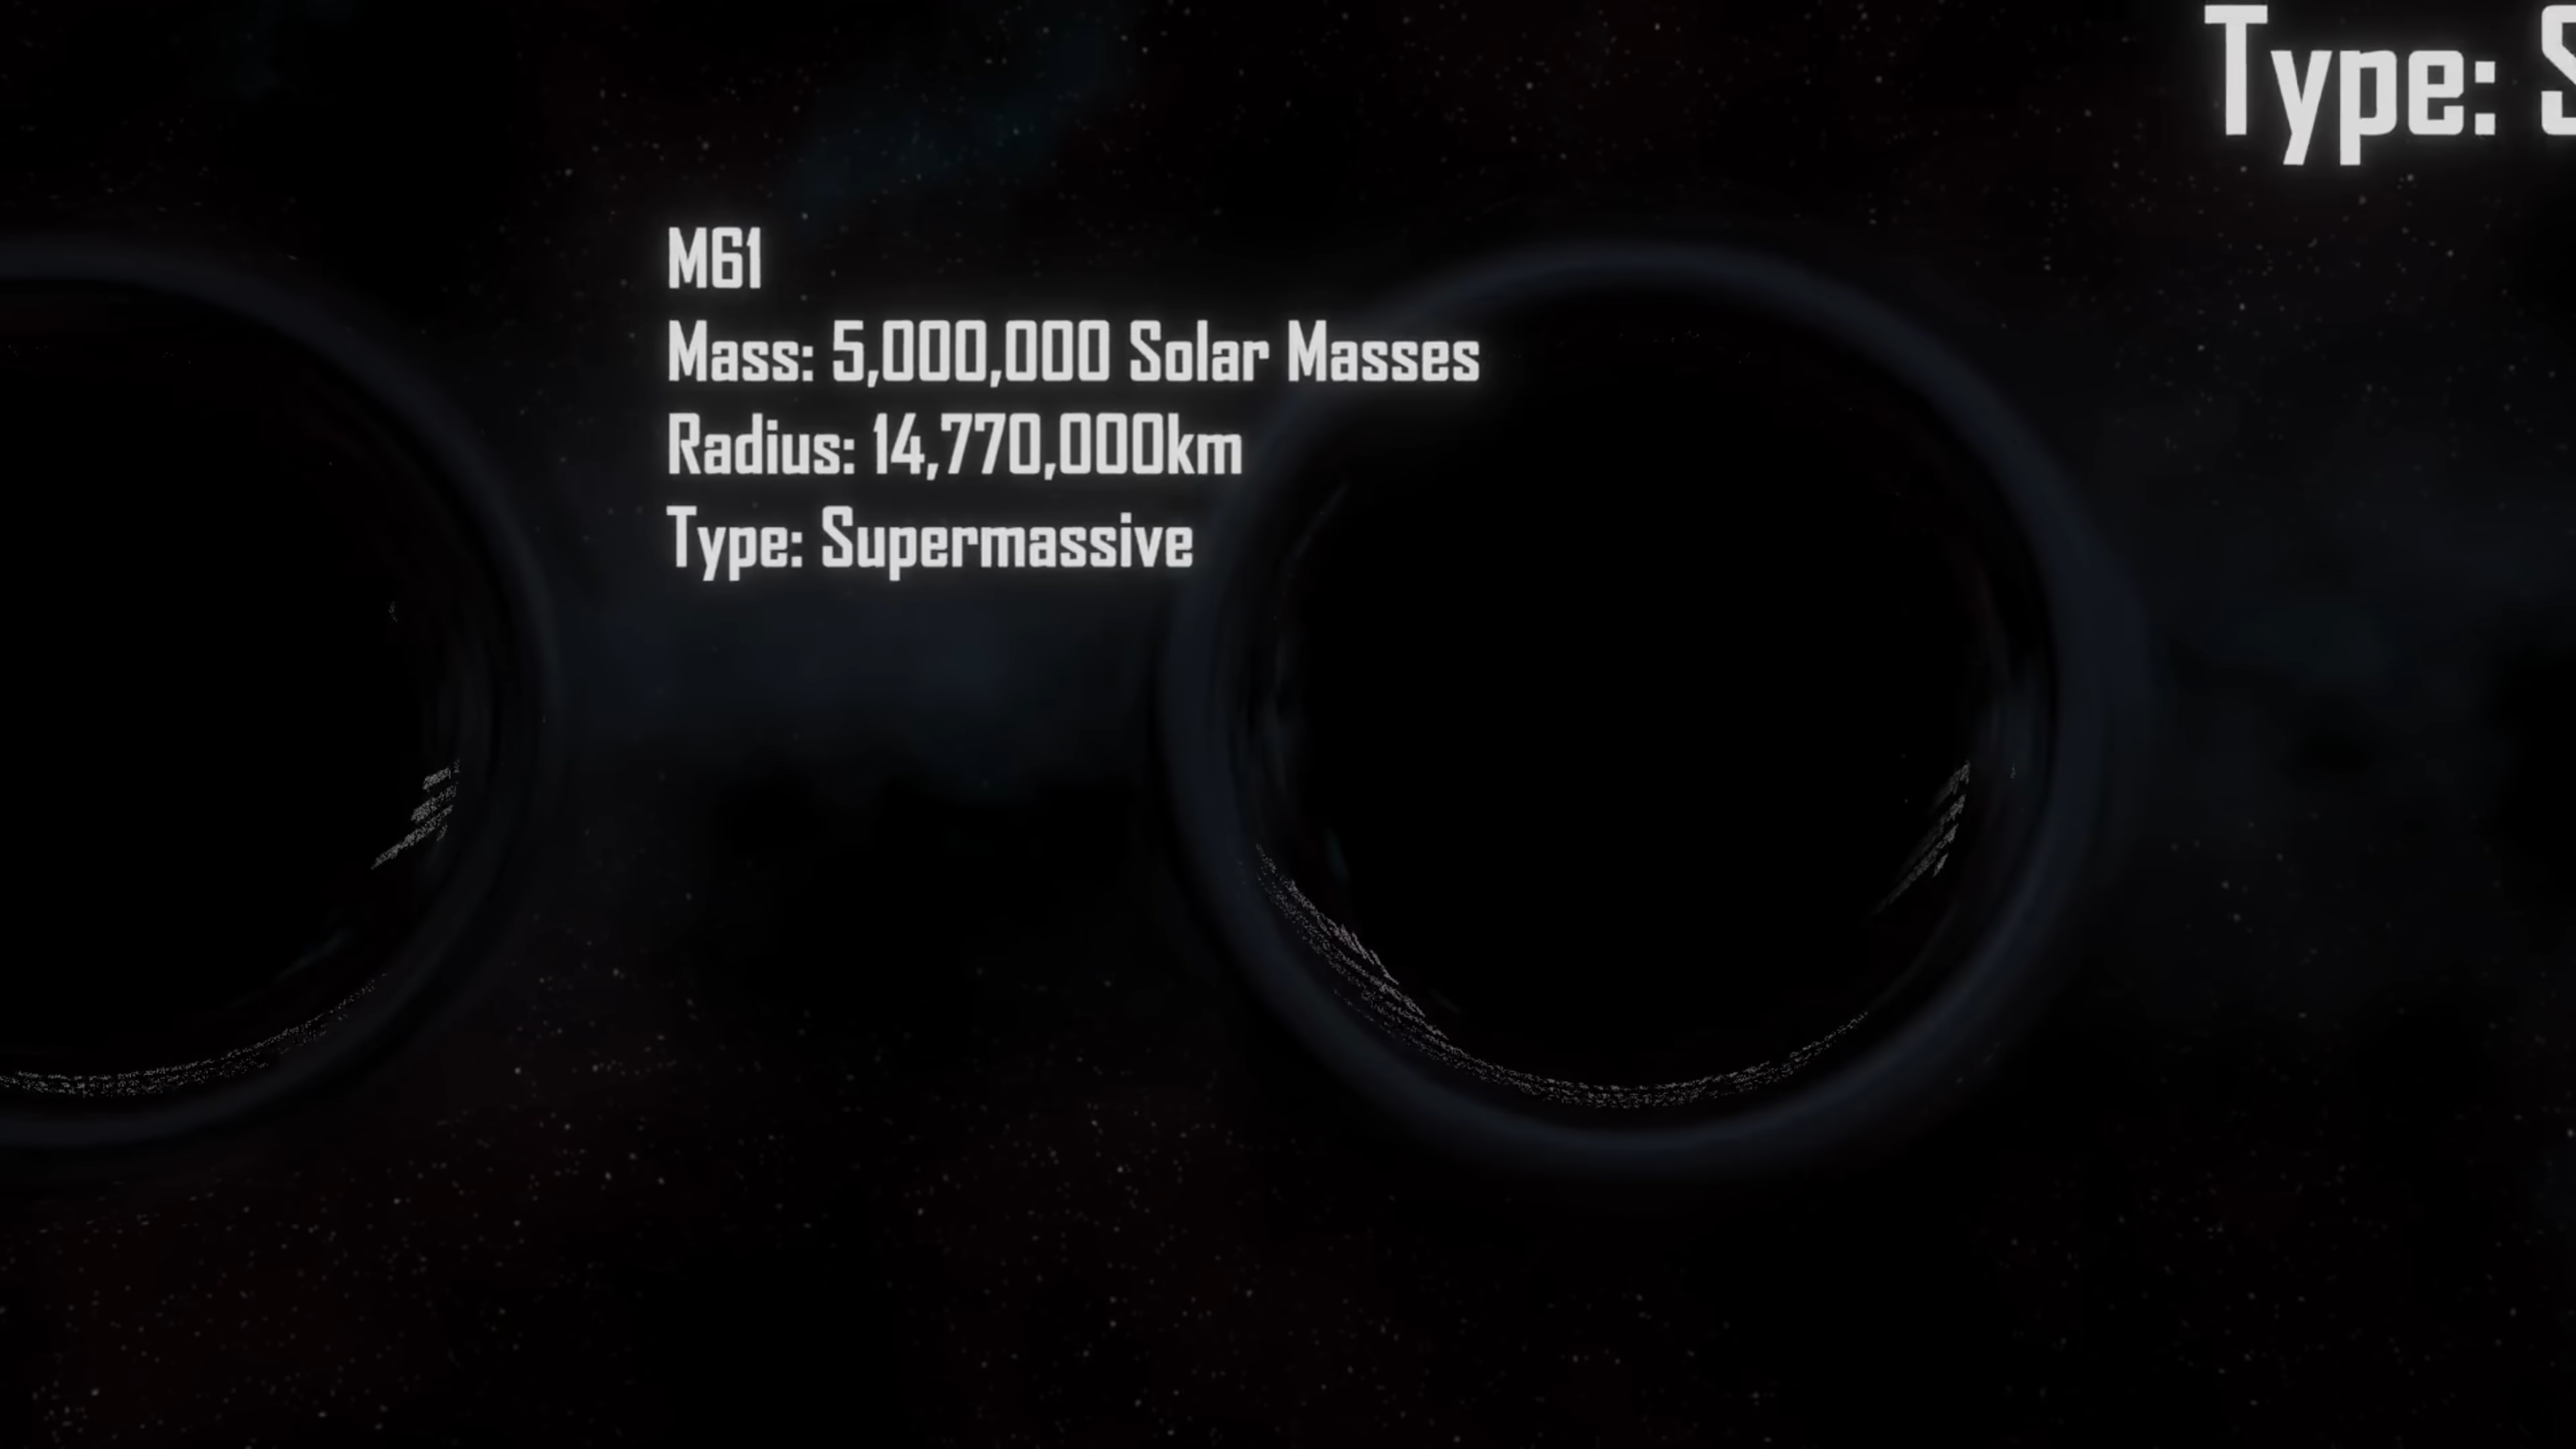 Type:
M61
Mass: 5,000,000 Solar Masses
Radius: 14,770,000km
Type: Supermassive